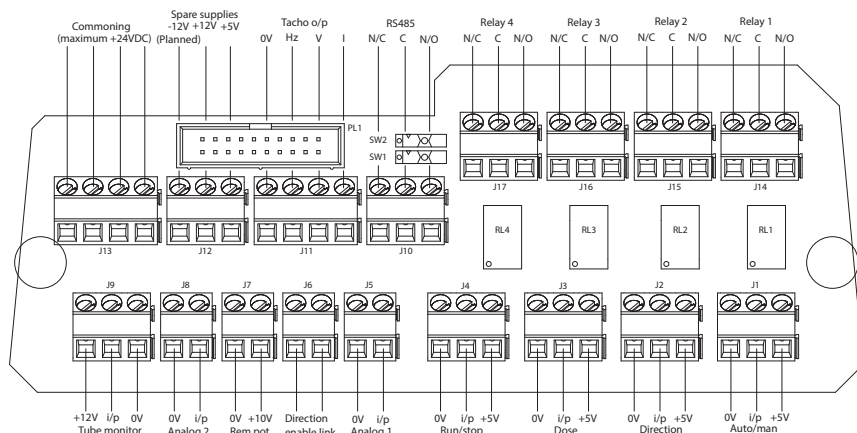 Commoning
(maximum +24VDC)
Spare supplies
-12V +12V +5V
(Planned)
Tacho o/p
0V Hz V I
RS485
N/C C N/O
Relay 4
N/C C N/O
Relay 3
N/C C N/O
Relay 2
N/C C N/O
Relay 1
N/C C N/O
PL1
SW2
SW1
J17 J16 J15 J14
J13 J12 J11 J10
RL4 RL3 RL2 RL1
J9 J8 J7 J6 J5 J4 J3 J2 J1
+12V i/p 0V
Tube monitor
0V i/p
Analog 2
0V +10V
Rem pot
Direction
enable link
0V i/p
Analog 1
0V i/p +5V
Run/stop
0V i/p +5V
Dose
0V i/p +5V
Direction
0V i/p +5V
Auto/man